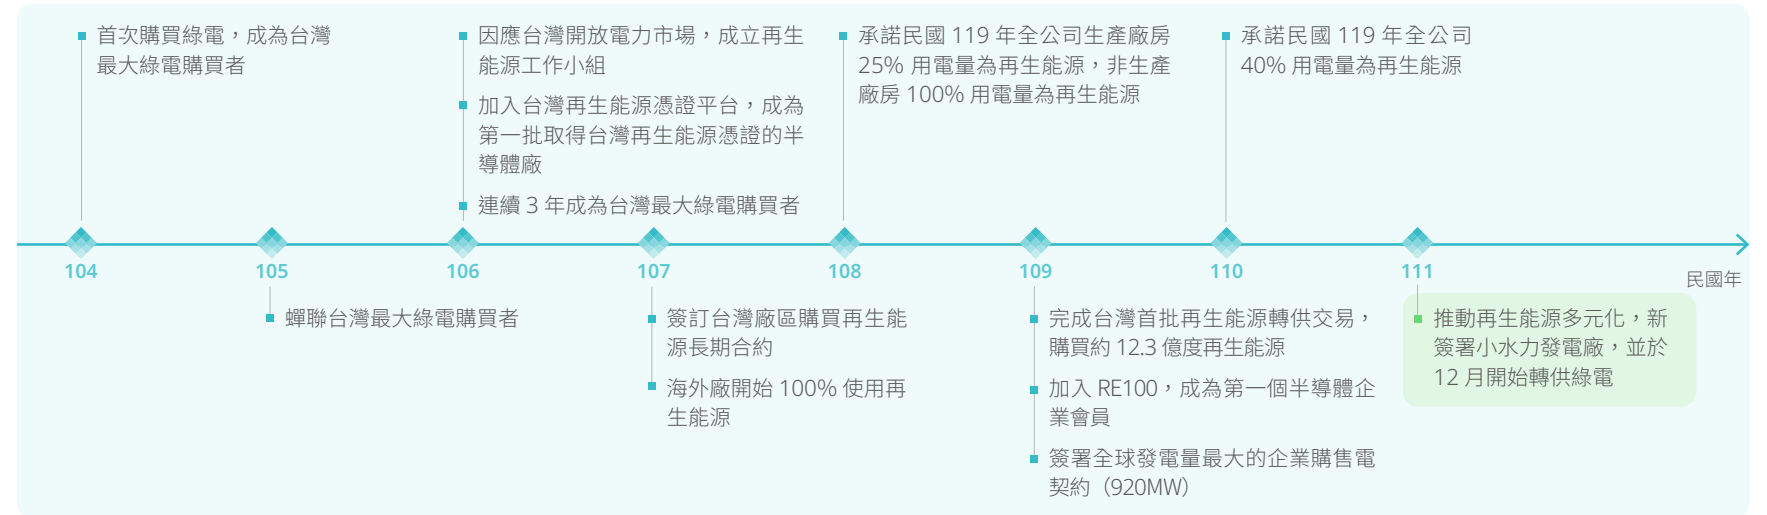 首次購買綠電，成為台灣
最大綠電購買者
因應台灣開放電力市場，成立再生
能源工作小組
加入台灣再生能源憑證平台，成為
第一批取得台灣再生能源憑證的半
導體廠
連續 3 年成為台灣最大綠電購買者
承諾民國 119 年全公司生產廠房
25% 用電量為再生能源，非生產
廠房 100% 用電量為再生能源
承諾民國 119 年全公司
40% 用電量為再生能源
104
105
106
107
108
109
110
111
民國年
蟬聯台灣最大綠電購買者
簽訂台灣廠區購買再生能
源長期合約
海外廠開始 100% 使用再
生能源
完成台灣首批再生能源轉供交易，
購買約 12.3 億度再生能源
加入 RE100，成為第一個半導體企
業會員
簽署全球發電量最大的企業購售電
契約（920MW）
推動再生能源多元化，新
簽署小水力發電廠，並於
12 月開始轉供綠電